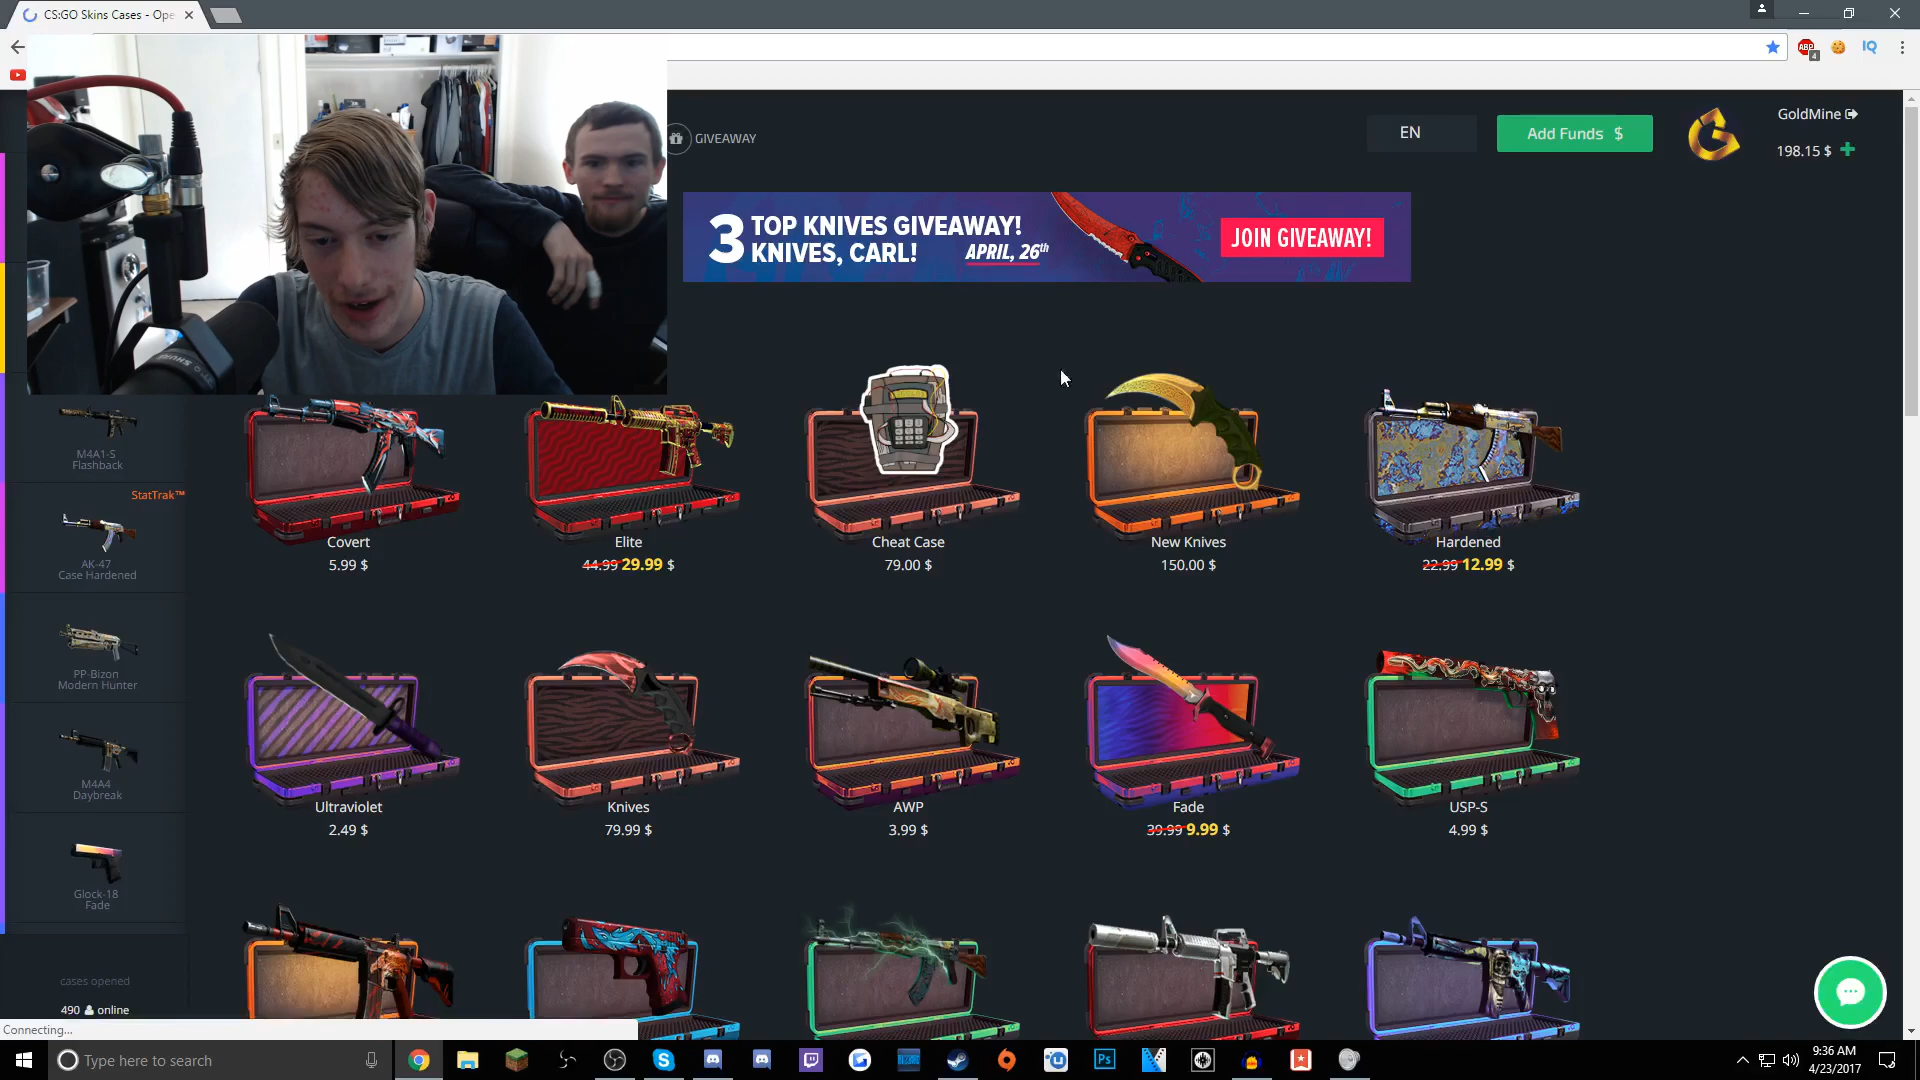 CS:GO Skins Cases - Ope
ABP
4
IQ
GIVEAWAY
EN
Add Funds $
GoldMine
198.15 $
3 TOP KNIVES GIVEAWAY!
KNIVES, CARL!
APRIL, 26th
JOIN GIVEAWAY!
M4A1-S
Flashback
StatTrak™
AK-47
Case Hardened
PP-Bizon
Modern Hunter
M4A4
Daybreak
Glock-18
Fade
cases opened
490 online
Covert
5.99 $
Elite
44.99 29.99 $
Cheat Case
79.00 $
New Knives
150.00 $
Hardened
22.99 12.99 $
Ultraviolet
2.49 $
Knives
79.99 $
AWP
3.99 $
Fade
39.99 9.99 $
USP-S
4.99 $
Connecting...
Type here to search
Ps
9:36 AM
4/23/2017